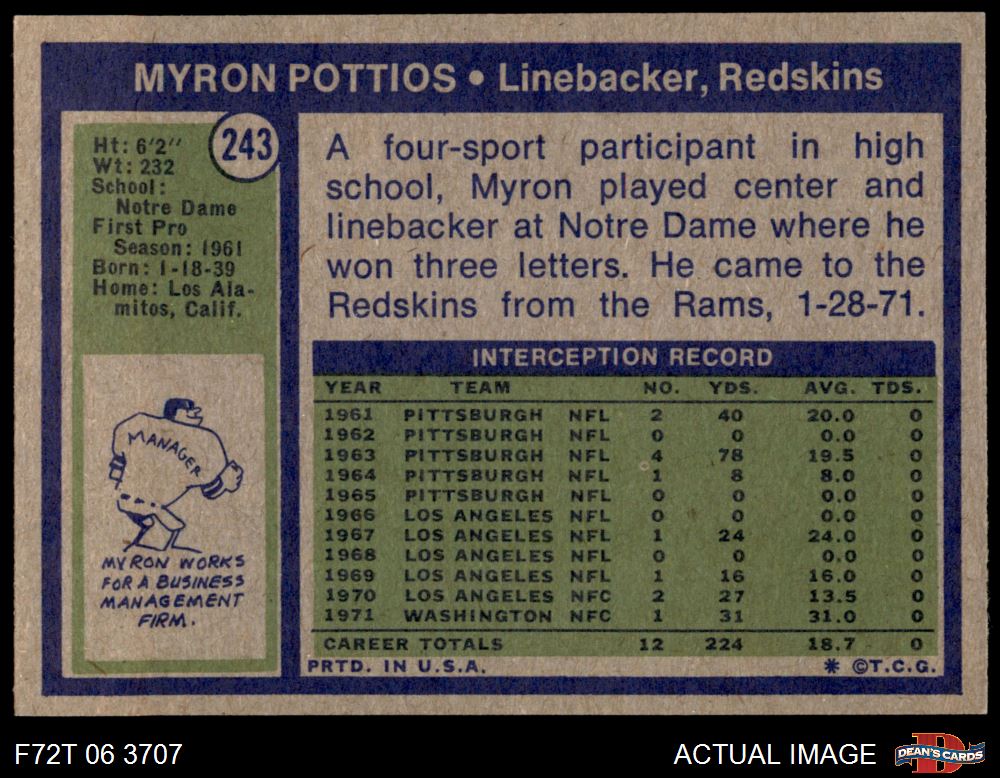 MYRON POTTIOS • Linebacker, Redskins
243
Ht: 6'2"
Wt: 232
School:
Notre Dame
First Pro
Season: 1961
Born: 1-18-39
Home: Los Ala-
mitos, Calif.
MANAGER
MYRON WORKS
FOR A BUSINESS
MANAGEMENT
FIRM.
A four-sport participant in high
school, Myron played center and
linebacker at Notre Dame where he
won three letters. He came to the
Redskins from the Rams, 1-28-71.
INTERCEPTION RECORD
YEAR TEAM NO. YDS. AVG. TDS.
1961 PITTSBURGH NFL 2 40 20.0 0
1962 PITTSBURGH NFL 0 0 0.0 0
1963 PITTSBURGH NFL 4 78 19.5 0
1964 PITTSBURGH NFL 1 8 8.0 0
1965 PITTSBURGH NFL 0 0 0.0 0
1966 LOS ANGELES NFL 0 0 0.0 0
1967 LOS ANGELES NFL 1 24 24.0 0
1968 LOS ANGELES NFL 0 0 0.0 0
1969 LOS ANGELES NFL 1 16 16.0 0
1970 LOS ANGELES NFC 2 27 13.5 0
1971 WASHINGTON NFC 1 31 31.0 0
CAREER TOTALS 12 224 18.7 0
PRTD. IN U.S.A. * ©T.C.G.
F72T 06 3707
ACTUAL IMAGE
D
DEAN'S CARDS